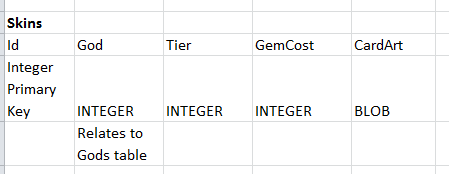 Skins
Id God Tier GemCost CardArt
Integer
Primary
Key INTEGER INTEGER INTEGER BLOB
Relates to
Gods table